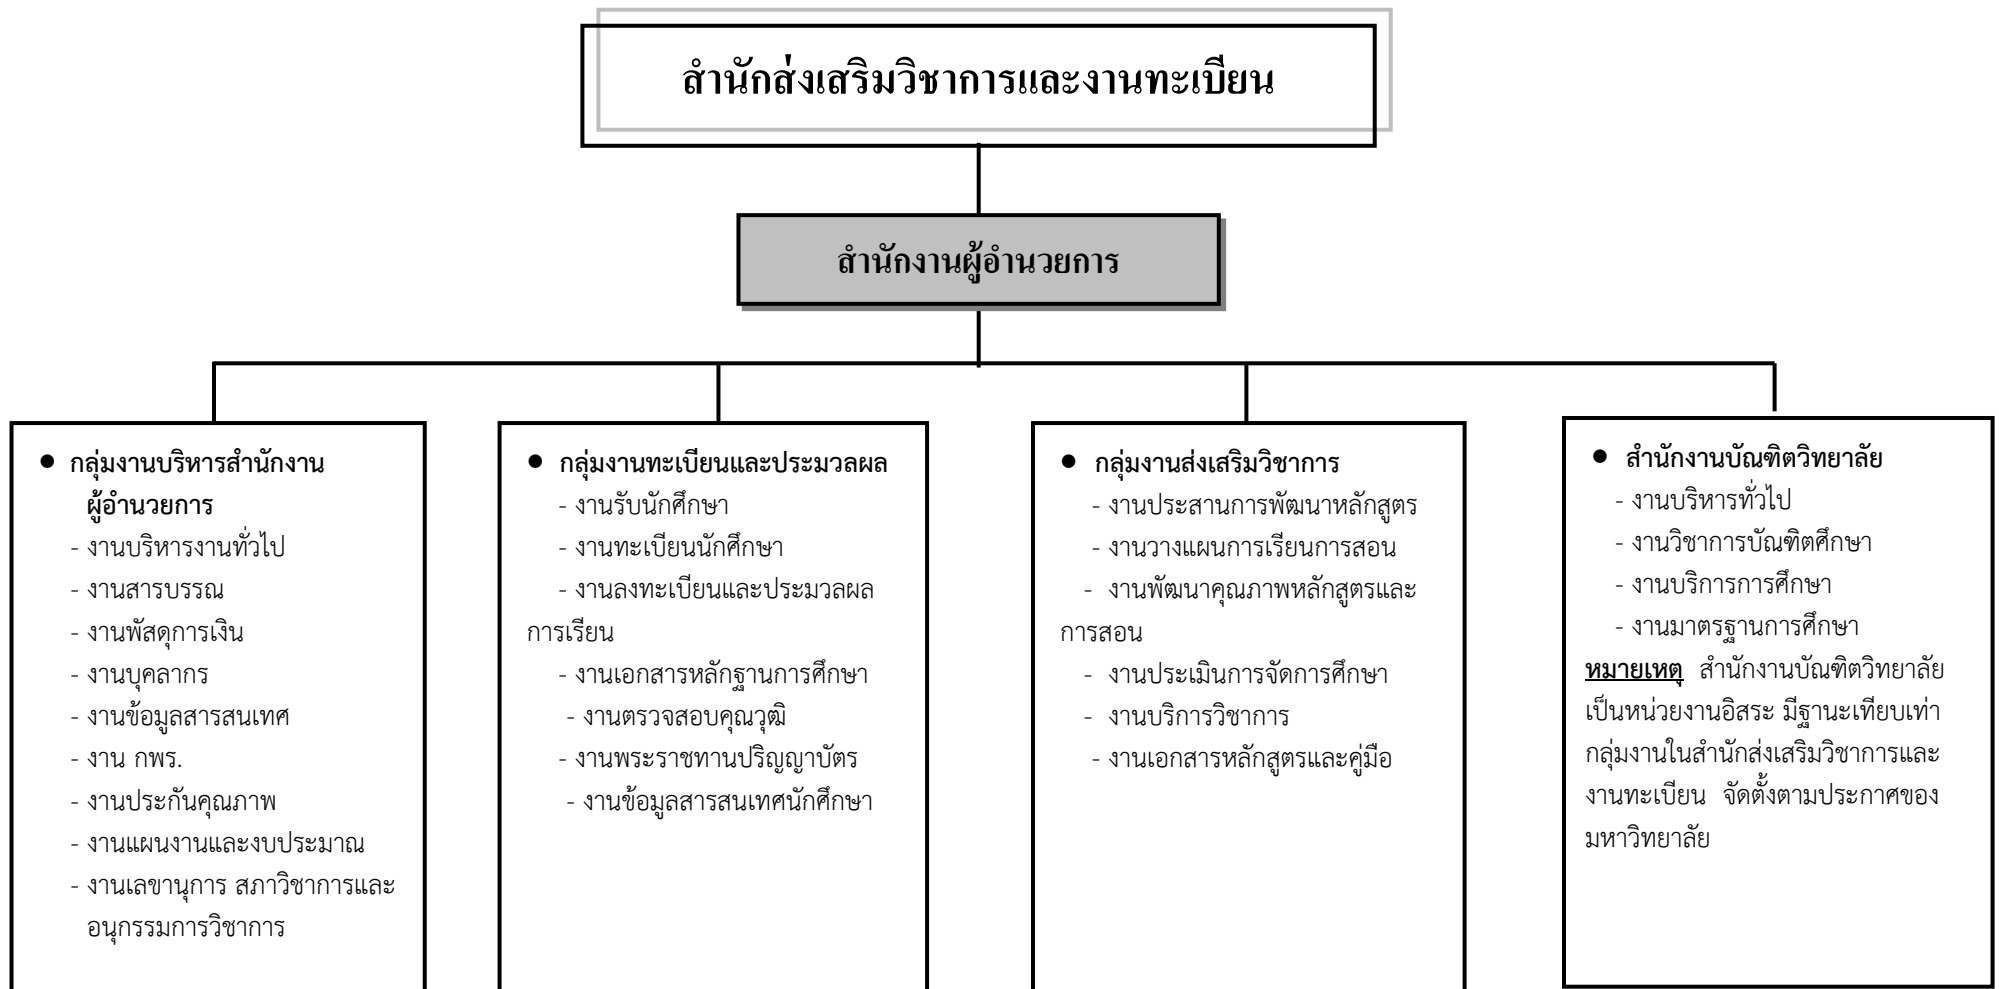 สำนักส่งเสริมวิชาการและงานทะเบียน
สำนักงานผู้อำนวยการ
● กลุ่มงานบริหารสำนักงาน
ผู้อำนวยการ
- งานบริหารงานทั่วไป
- งานสารบรรณ
- งานพัสดุการเงิน
- งานบุคลากร
- งานข้อมูลสารสนเทศ
- งาน กพร.
- งานประกันคุณภาพ
- งานแผนงานและงบประมาณ
- งานเลขานุการ สภาวิชาการและ
อนุกรรมการวิชาการ
● กลุ่มงานทะเบียนและประมวลผล
- งานรับนักศึกษา
- งานทะเบียนนักศึกษา
- งานลงทะเบียนและประมวลผล
การเรียน
- งานเอกสารหลักฐานการศึกษา
- งานตรวจสอบคุณวุฒิ
- งานพระราชทานปริญญาบัตร
- งานข้อมูลสารสนเทศนักศึกษา
● กลุ่มงานส่งเสริมวิชาการ
- งานประสานการพัฒนาหลักสูตร
- งานวางแผนการเรียนการสอน
- งานพัฒนาคุณภาพหลักสูตรและ
การสอน
- งานประเมินการจัดการศึกษา
- งานบริการวิชาการ
- งานเอกสารหลักสูตรและคู่มือ
● สำนักงานบัณฑิตวิทยาลัย
- งานบริหารทั่วไป
- งานวิชาการบัณฑิตศึกษา
- งานบริการการศึกษา
- งานมาตรฐานการศึกษา
หมายเหตุ สำนักงานบัณฑิตวิทยาลัย
เป็นหน่วยงานอิสระ มีฐานะเทียบเท่า
กลุ่มงานในสำนักส่งเสริมวิชาการและ
งานทะเบียน จัดตั้งตามประกาศของ
มหาวิทยาลัย